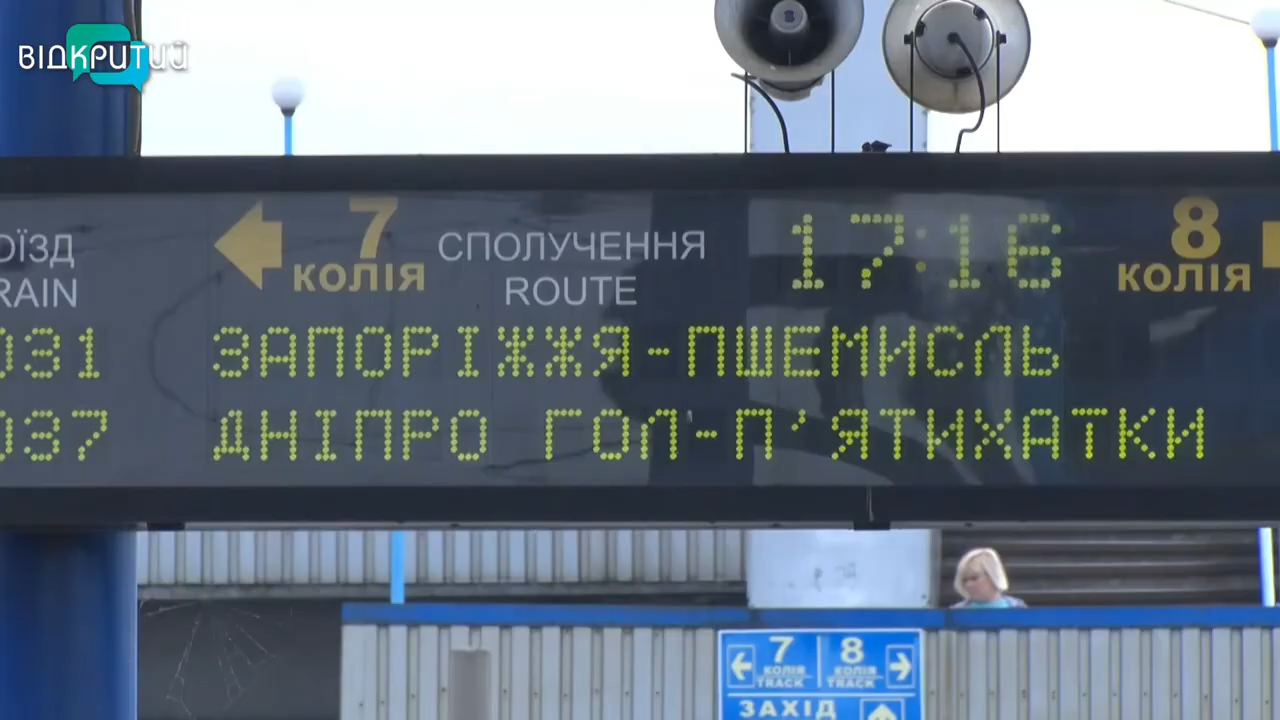 ВІДКРИТИЙ
ОЇЗД
RAIN
7
КОЛІЯ
СПОЛУЧЕННЯ
ROUTE
17:16
8
КОЛІЯ
031 ЗАПОРІЖЖЯ-ПШЕМИСЛЬ
037 ДНІПРО ГОЛ-П'ЯТИХАТКИ
7
КОЛІЯ
TRACK
8
КОЛІЯ
TRACK
ЗАХІД